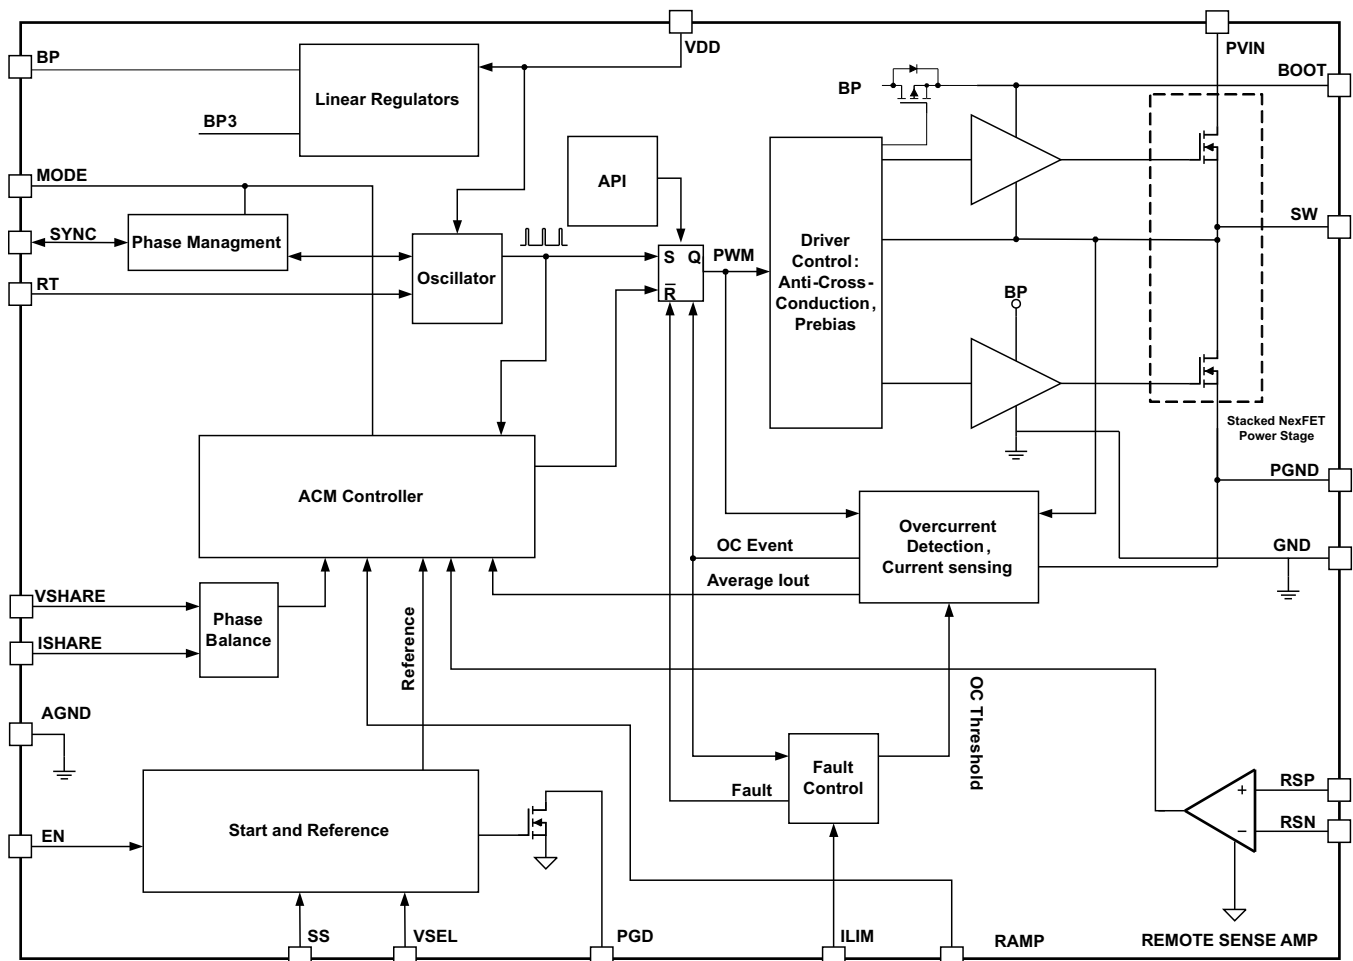 VDD
PVIN
BP
Linear Regulators
BP3
BP
BOOT
MODE
API
SYNC
Phase Managment
Oscillator
S Q
R̅
PWM
Driver
Control:
Anti-Cross-
Conduction,
Prebias
SW
RT
BP
Stacked NexFET
Power Stage
PGND
ACM Controller
OC Event
Average Iout
Overcurrent
Detection,
Current sensing
GND
VSHARE
ISHARE
Phase
Balance
Reference
OC Threshold
AGND
Fault
Fault
Control
RSP
RSN
+
−
EN
Start and Reference
SS
VSEL
PGD
ILIM
RAMP
REMOTE SENSE AMP